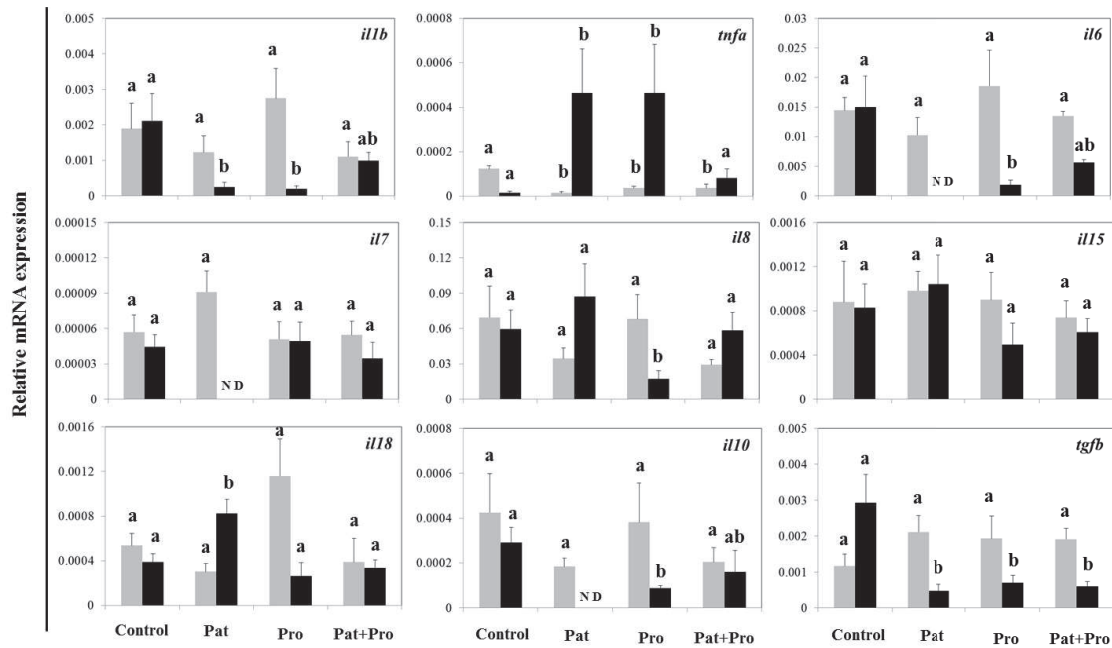 Relative mRNA expression
il1b
0.005
0.004
0.003
0.002
0.001
0
a a a b a b a ab
tnfa
0.0008
0.0006
0.0004
0.0002
0
a a b b b b b a
il6
0.03
0.025
0.02
0.015
0.01
0.005
0
a a a ND a b a ab
il7
0.00015
0.00012
0.00009
0.00006
0.00003
0
a a a ND a a a a
il8
0.15
0.12
0.09
0.06
0.03
0
a a a a a b a a
il15
0.0016
0.0012
0.0008
0.0004
0
a a a a a a a a
il18
0.0016
0.0012
0.0008
0.0004
0
a a a b a a a a
Control Pat Pro Pat+Pro
il10
0.0008
0.0006
0.0004
0.0002
0
a a a ND a b a ab
Control Pat Pro Pat+Pro
tgfb
0.005
0.004
0.003
0.002
0.001
0
a a a b a b a b
Control Pat Pro Pat+Pro